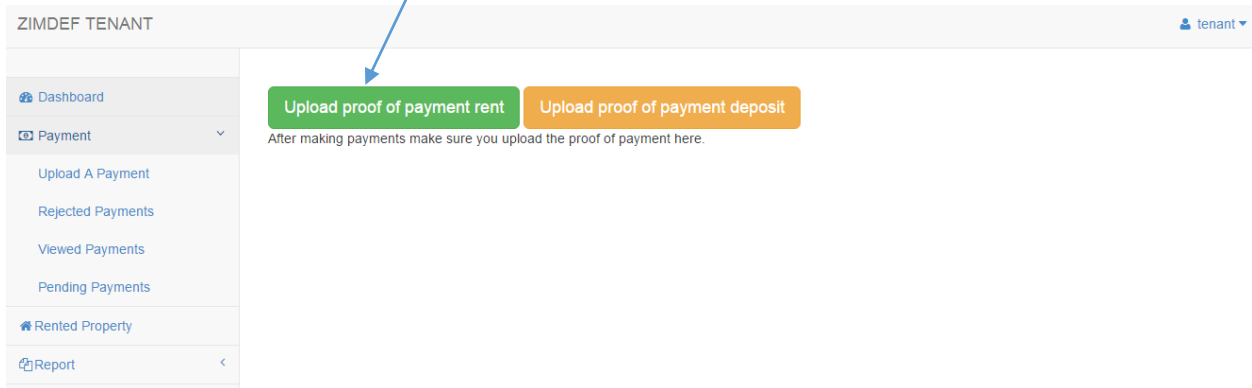 ZIMDEF TENANT
tenant
Dashboard
Payment
Upload A Payment
Rejected Payments
Viewed Payments
Pending Payments
Rented Property
Report
Upload proof of payment rent
Upload proof of payment deposit
After making payments make sure you upload the proof of payment here.